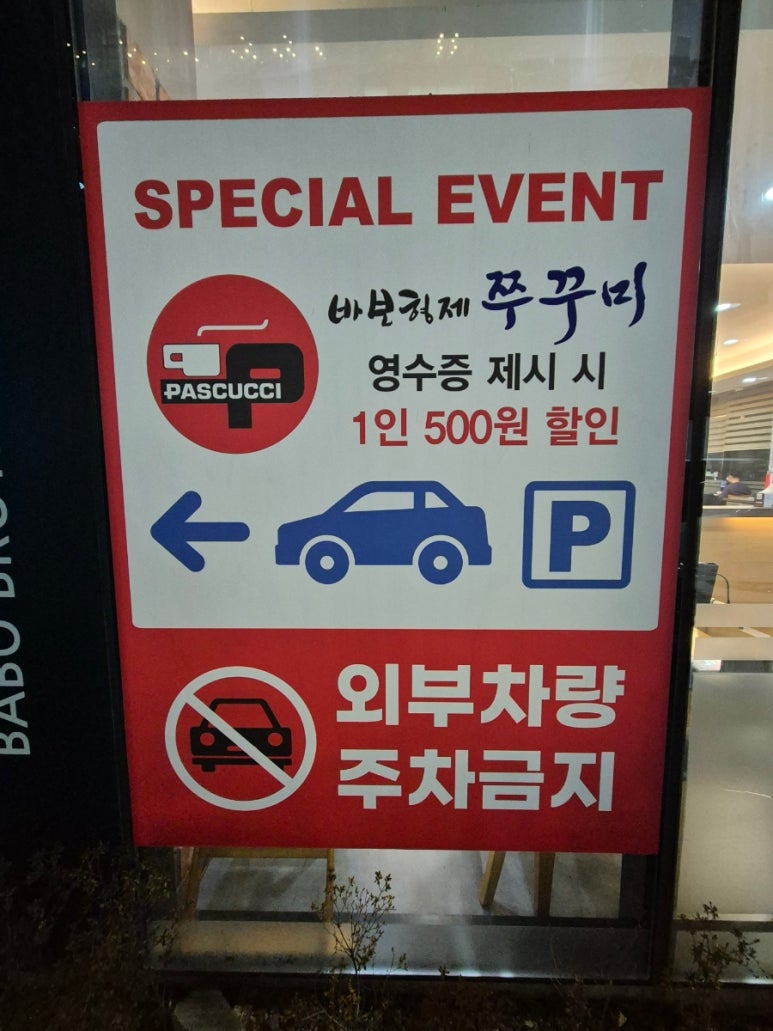 SPECIAL EVENT
바보형제 쭈꾸미
PASCUCCI
영수증 제시 시
1인 500원 할인
P
외부차량
주차금지
BABO